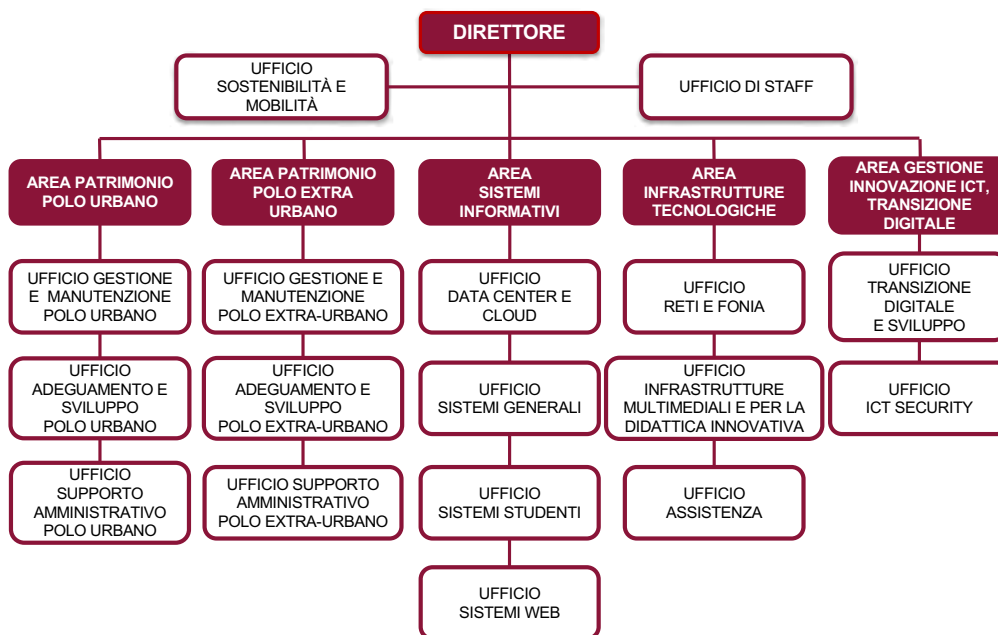 DIRETTORE
UFFICIO
SOSTENIBILITÀ E
MOBILITÀ
UFFICIO DI STAFF
AREA PATRIMONIO
POLO URBANO
AREA PATRIMONIO
POLO EXTRA
URBANO
AREA
SISTEMI
INFORMATIVI
AREA
INFRASTRUTTURE
TECNOLOGICHE
AREA GESTIONE
INNOVAZIONE ICT,
TRANSIZIONE
DIGITALE
UFFICIO GESTIONE
E MANUTENZIONE
POLO URBANO
UFFICIO GESTIONE E
MANUTENZIONE
POLO EXTRA-URBANO
UFFICIO
DATA CENTER E
CLOUD
UFFICIO
RETI E FONIA
UFFICIO
TRANSIZIONE
DIGITALE
E SVILUPPO
UFFICIO
ADEGUAMENTO E
SVILUPPO
POLO URBANO
UFFICIO
ADEGUAMENTO E
SVILUPPO
POLO EXTRA-URBANO
UFFICIO
SISTEMI GENERALI
UFFICIO
INFRASTRUTTURE
MULTIMEDIALI E PER LA
DIDATTICA INNOVATIVA
UFFICIO
ICT SECURITY
UFFICIO
SUPPORTO
AMMINISTRATIVO
POLO URBANO
UFFICIO SUPPORTO
AMMINISTRATIVO
POLO EXTRA-URBANO
UFFICIO
SISTEMI STUDENTI
UFFICIO
ASSISTENZA
UFFICIO
SISTEMI WEB